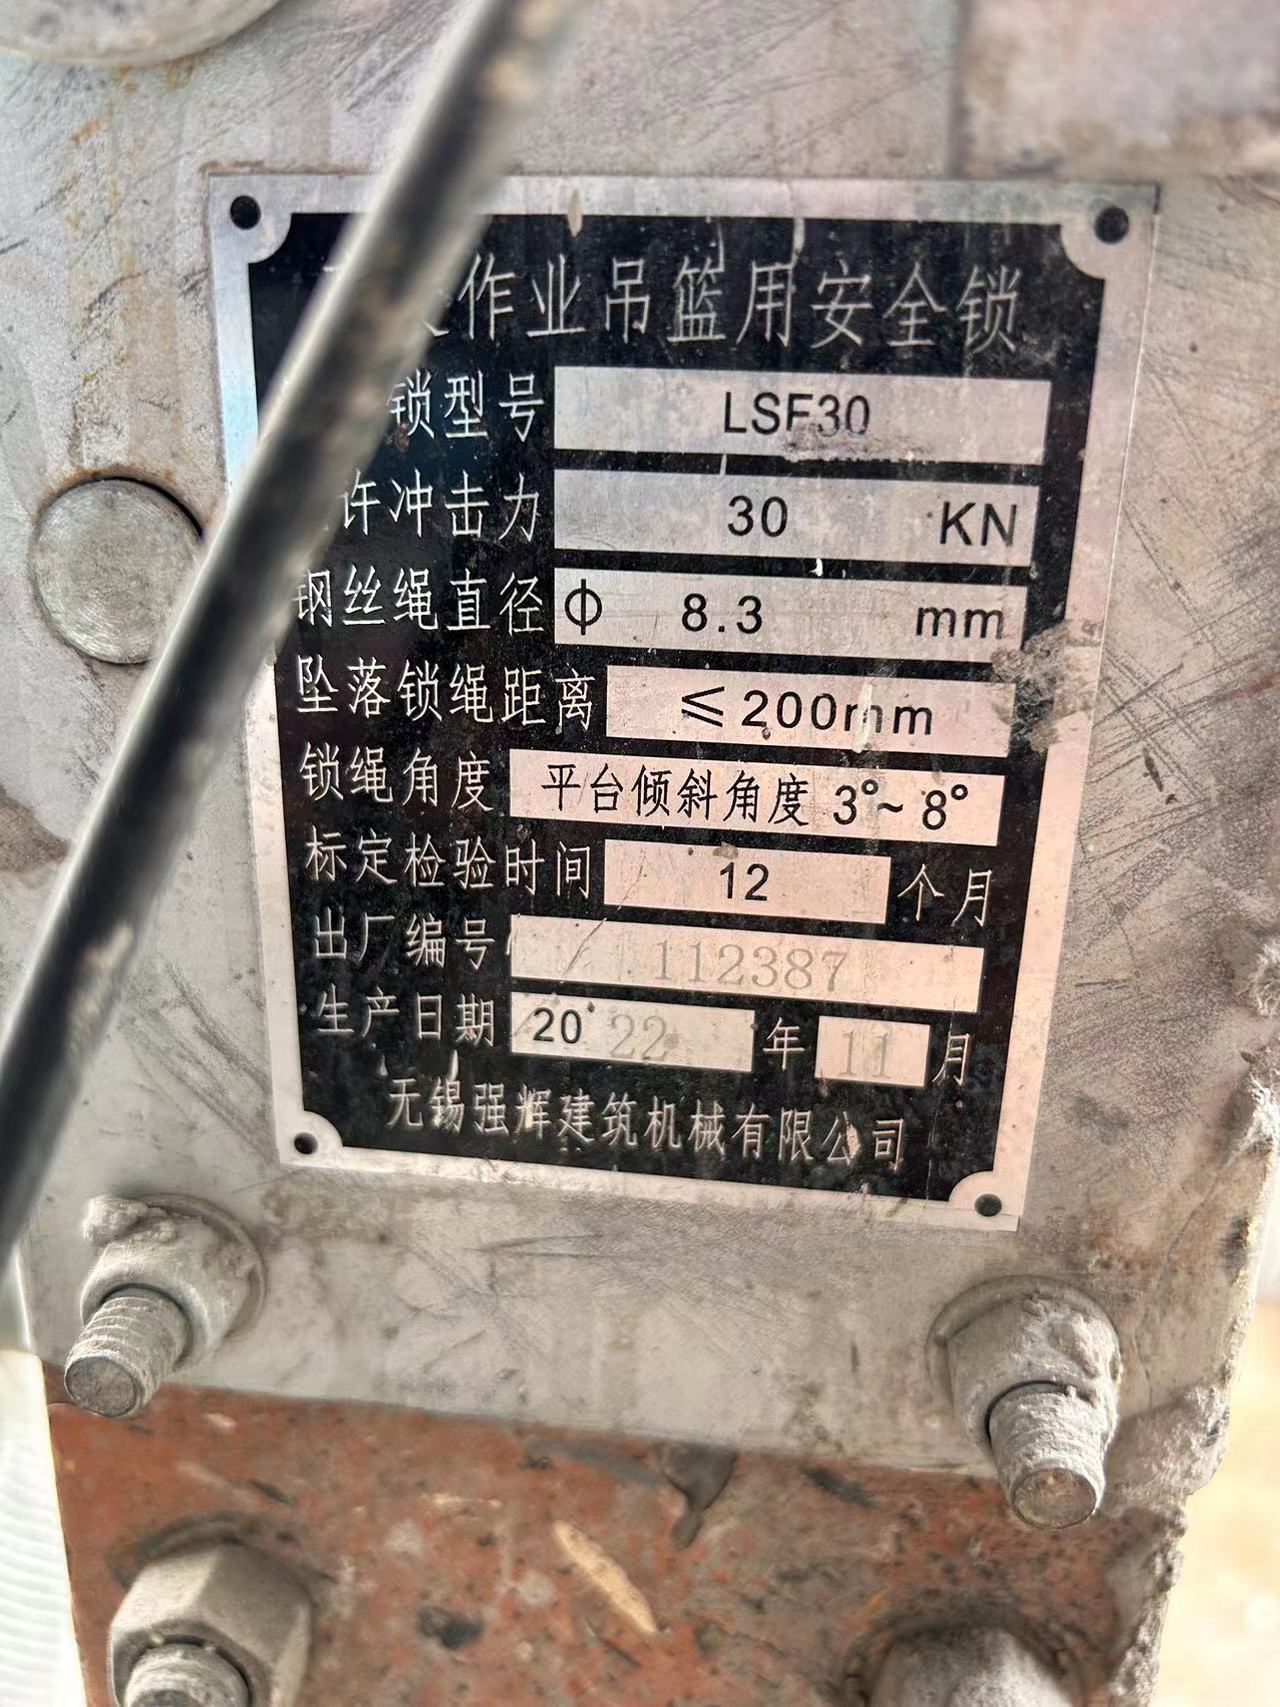 作业吊篮用安全锁
锁型号 LSF30
许冲击力 30 KN
钢丝绳直径 Φ 8.3 mm
坠落锁绳距离 ≤200mm
锁绳角度 平台倾斜角度 3°~8°
标定检验时间 12 个月
出厂编号 112387
生产日期 2022 年 11 月
无锡强辉建筑机械有限公司